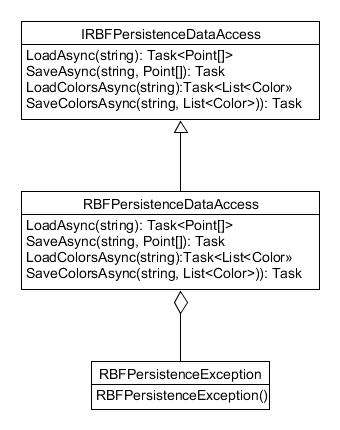 IRBFPersistenceDataAccess
LoadAsync(string): Task<Point[]>
SaveAsync(string, Point[]): Task
LoadColorsAsync(string):Task<List<Color»
SaveColorsAsync(string, List<Color>)): Task
RBFPersistenceDataAccess
LoadAsync(string): Task<Point[]>
SaveAsync(string, Point[]): Task
LoadColorsAsync(string):Task<List<Color»
SaveColorsAsync(string, List<Color>)): Task
RBFPersistenceException
RBFPersistenceException()